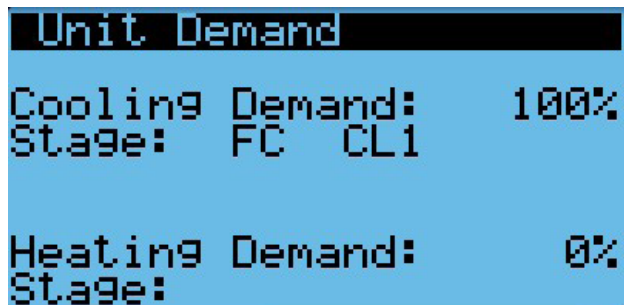 Unit Demand
Cooling Demand: 100%
Stage: FC CL1
Heating Demand: 0%
Stage: